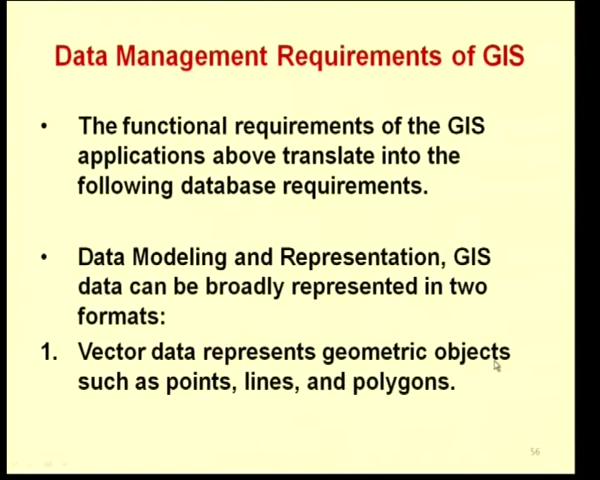 Data Management Requirements of GIS
• The functional requirements of the GIS
applications above translate into the
following database requirements.
• Data Modeling and Representation, GIS
data can be broadly represented in two
formats:
1. Vector data represents geometric objects
such as points, lines, and polygons.
56